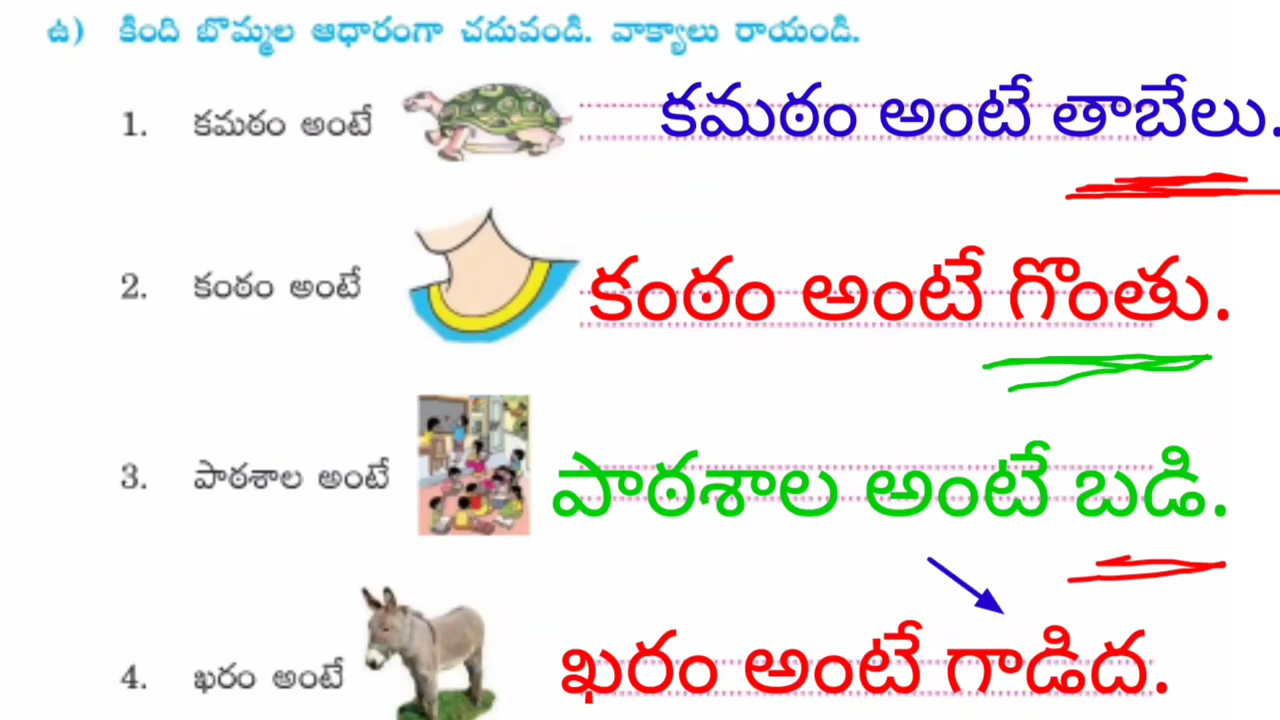 ఉ) కింది బొమ్మల ఆధారంగా చదువండి. వాక్యాలు రాయండి.
1. కమఠం అంటే కమఠం అంటే తాబేలు.
2. కంఠం అంటే కంఠం అంటే గొంతు.
3. పాఠశాల అంటే పాఠశాల అంటే బడి.
4. ఖరం అంటే ఖరం అంటే గాడిద.